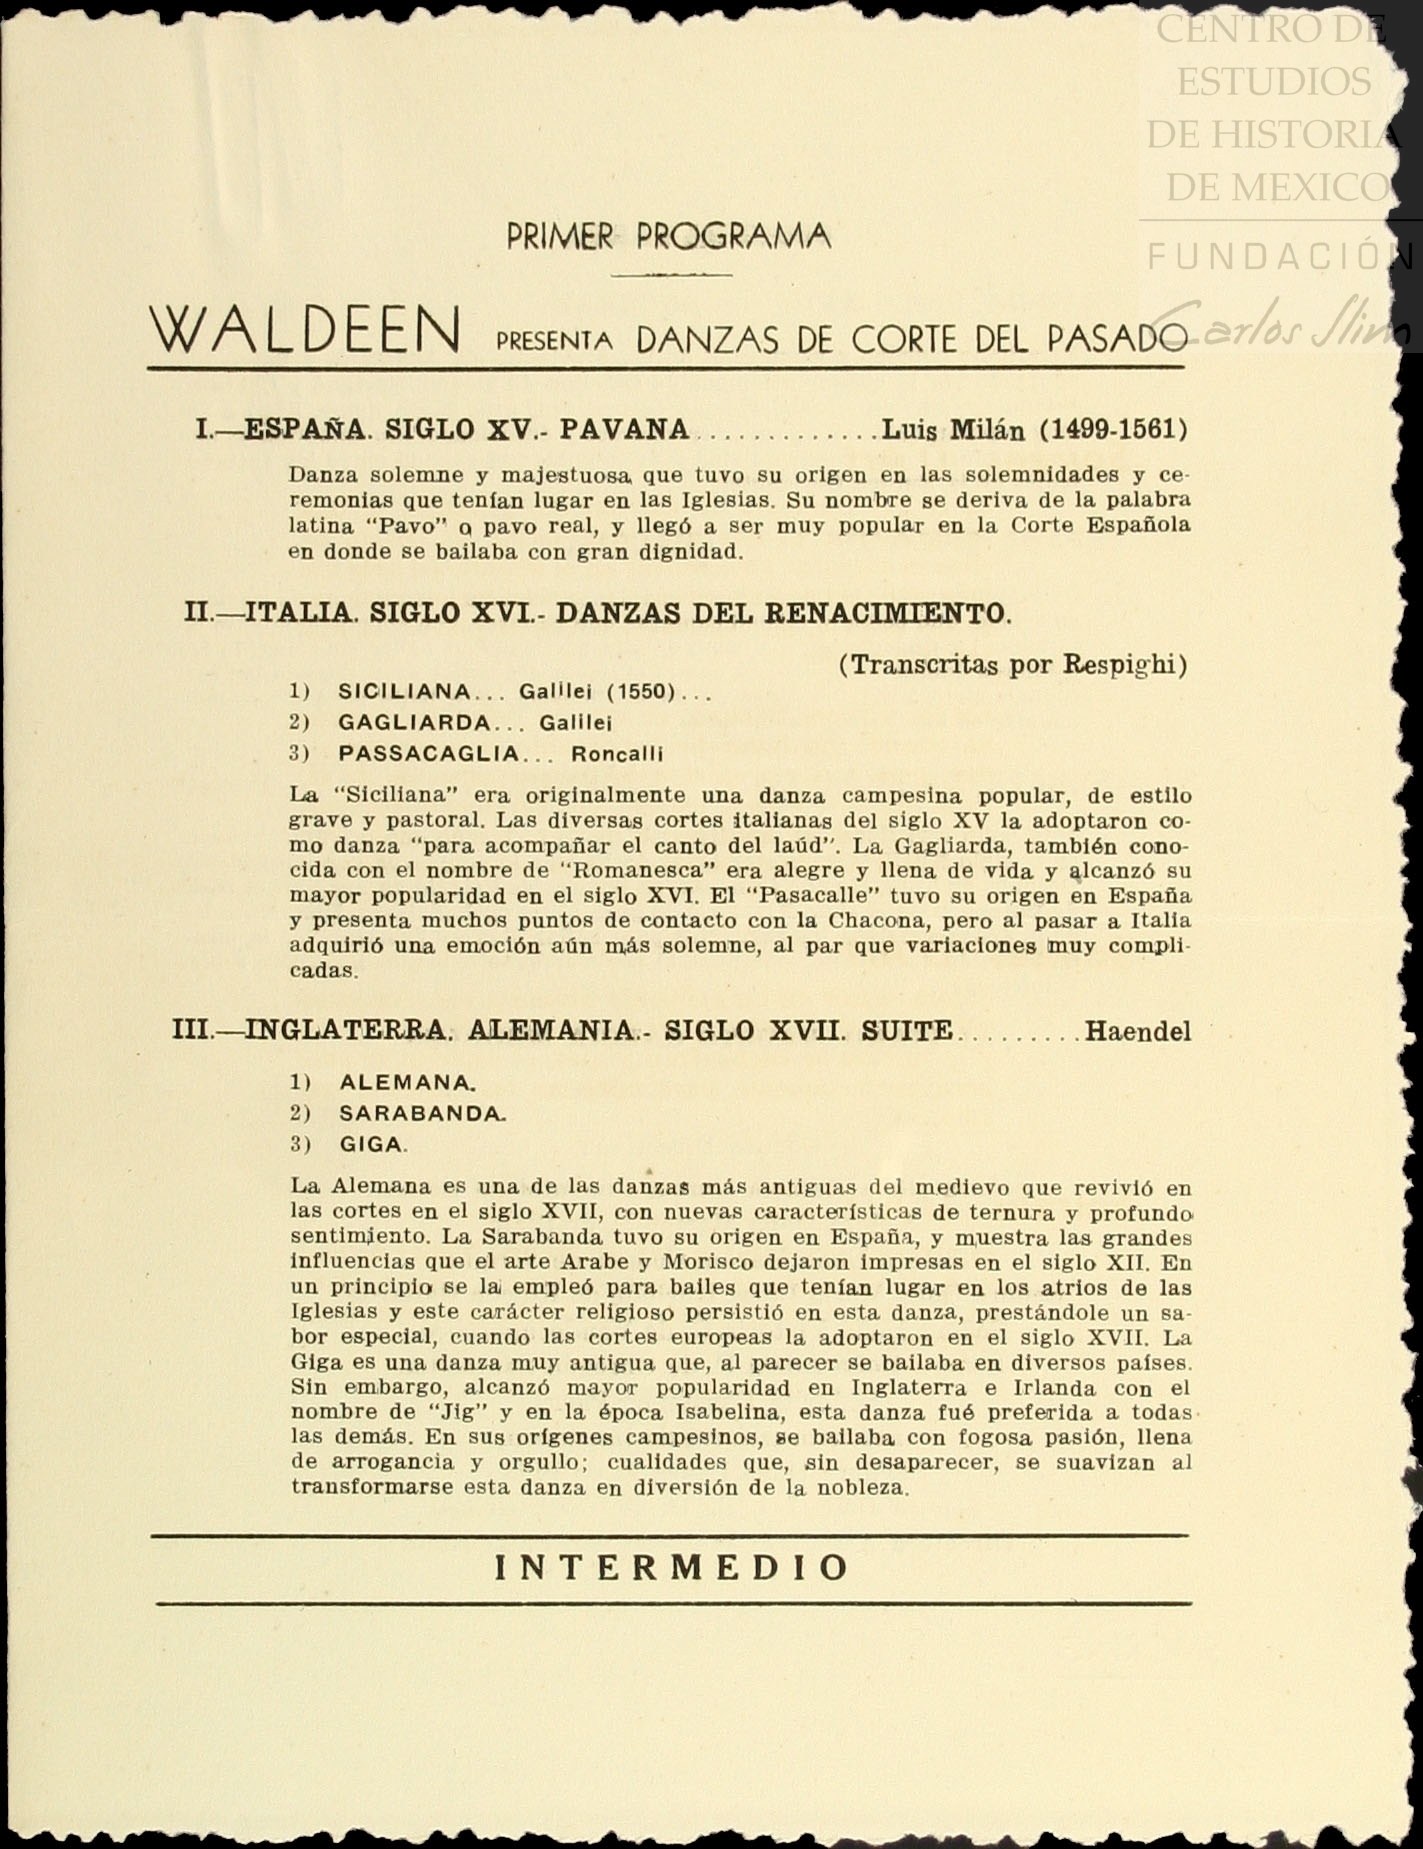 CENTRO DE
ESTUDIOS
DE HISTORIA
DE MEXICO
FUNDACIÓN
Carlos Slim
PRIMER PROGRAMA
WALDEEN PRESENTA DANZAS DE CORTE DEL PASADO
I.—ESPAÑA. SIGLO XV.- PAVANA.............Luis Milán (1499-1561)
Danza solemne y majestuosa que tuvo su origen en las solemnidades y ce-
remonias que tenían lugar en las Iglesias. Su nombre se deriva de la palabra
latina "Pavo" o pavo real, y llegó a ser muy popular en la Corte Española
en donde se bailaba con gran dignidad.
II.—ITALIA. SIGLO XVI.- DANZAS DEL RENACIMIENTO.
(Transcritas por Respighi)
1) SICILIANA... Galilei (1550)...
2) GAGLIARDA... Galilei
3) PASSACAGLIA... Roncalli
La "Siciliana" era originalmente una danza campesina popular, de estilo
grave y pastoral. Las diversas cortes italianas del siglo XV la adoptaron co-
mo danza "para acompañar el canto del laúd". La Gagliarda, también cono-
cida con el nombre de "Romanesca" era alegre y llena de vida y alcanzó su
mayor popularidad en el siglo XVI. El "Pasacalle" tuvo su origen en España
y presenta muchos puntos de contacto con la Chacona, pero al pasar a Italia
adquirió una emoción aún más solemne, al par que variaciones muy compli-
cadas.
III.—INGLATERRA. ALEMANIA.- SIGLO XVII. SUITE.........Haendel
1) ALEMANA.
2) SARABANDA.
3) GIGA.
La Alemana es una de las danzas más antiguas del medievo que revivió en
las cortes en el siglo XVII, con nuevas características de ternura y profundo
sentimiento. La Sarabanda tuvo su origen en España, y muestra las grandes
influencias que el arte Arabe y Morisco dejaron impresas en el siglo XII. En
un principio se la empleó para bailes que tenían lugar en los atrios de las
Iglesias y este carácter religioso persistió en esta danza, prestándole un sa-
bor especial, cuando las cortes europeas la adoptaron en el siglo XVII. La
Giga es una danza muy antigua que, al parecer se bailaba en diversos países.
Sin embargo, alcanzó mayor popularidad en Inglaterra e Irlanda con el
nombre de "Jig" y en la época Isabelina, esta danza fué preferida a todas
las demás. En sus orígenes campesinos, se bailaba con fogosa pasión, llena
de arrogancia y orgullo; cualidades que, sin desaparecer, se suavizan al
transformarse esta danza en diversión de la nobleza.
INTERMEDIO